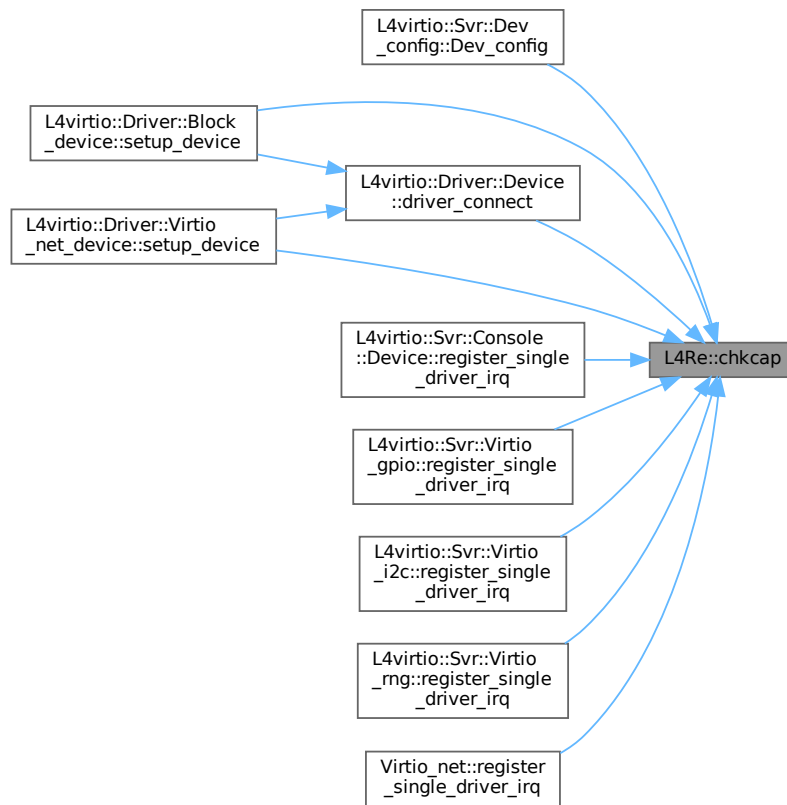 L4virtio::Svr::Dev
_config::Dev_config
L4virtio::Driver::Block
_device::setup_device
L4virtio::Driver::Device
::driver_connect
L4virtio::Driver::Virtio
_net_device::setup_device
L4virtio::Svr::Console
::Device::register_single
_driver_irq
L4Re::chkcap
L4virtio::Svr::Virtio
_gpio::register_single
_driver_irq
L4virtio::Svr::Virtio
_i2c::register_single
_driver_irq
L4virtio::Svr::Virtio
_rng::register_single
_driver_irq
Virtio_net::register
_single_driver_irq